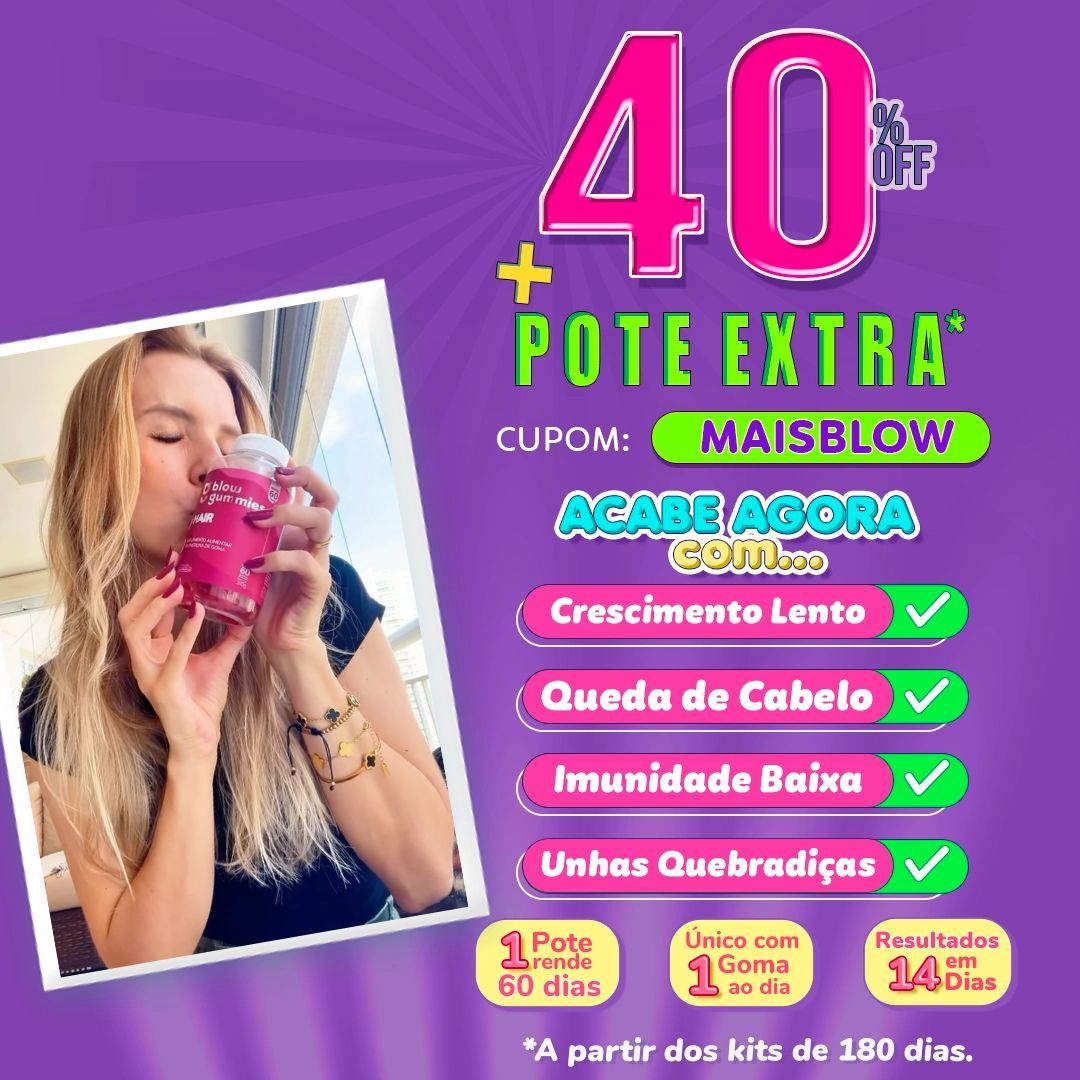 40
%
OFF
+
POTE EXTRA*
CUPOM: MAISBLOW
ACABE AGORA
com...
Crescimento Lento
Queda de Cabelo
Imunidade Baixa
Unhas Quebradiças
1 Pote
rende
60 dias
Único com
1 Goma
ao dia
Resultados
14 em
Dias
*A partir dos kits de 180 dias.
blow
gummies
HAIR
ALIMENTAR
60